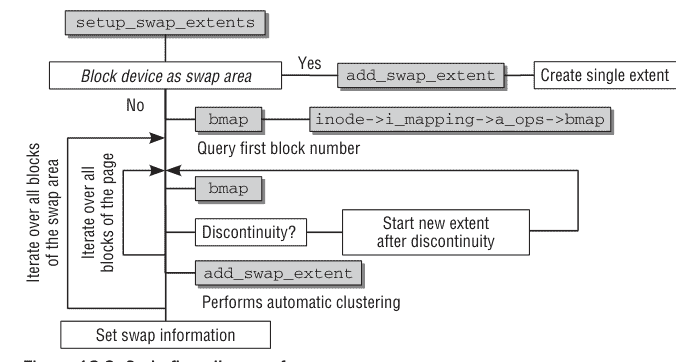 setup_swap_extents
Block device as swap area
Yes
add_swap_extent
Create single extent
No
bmap
inode->i_mapping->a_ops->bmap
Query first block number
Iterate over all blocks
of the swap area
Iterate over all
blocks of the page
bmap
Discontinuity?
Start new extent
after discontinuity
add_swap_extent
Performs automatic clustering
Set swap information